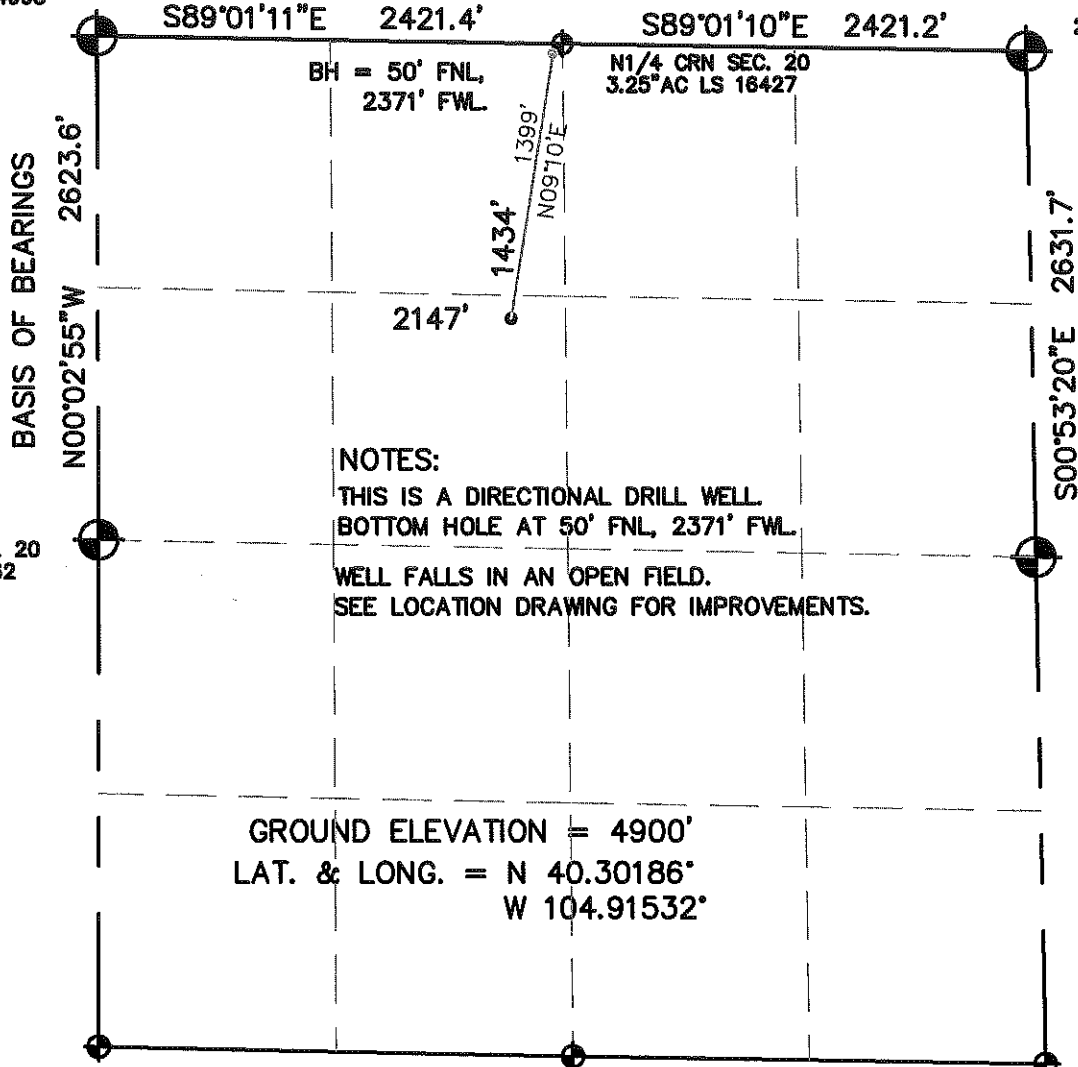 S89°01'11"E 2421.4' S89°01'10"E 2421.2'
BH = 50' FNL,
2371' FWL.
N1/4 CRN SEC. 20
3.25"AC LS 16427
1399'
N09°10'E
1434'
2147'
BASIS OF BEARINGS
N00°02'55"W 2623.6'
S00°53'20"E 2631.7'
NOTES:
THIS IS A DIRECTIONAL DRILL WELL.
BOTTOM HOLE AT 50' FNL, 2371' FWL.
20
WELL FALLS IN AN OPEN FIELD.
SEE LOCATION DRAWING FOR IMPROVEMENTS.
GROUND ELEVATION = 4900'
LAT. & LONG. = N 40.30186°
W 104.91532°